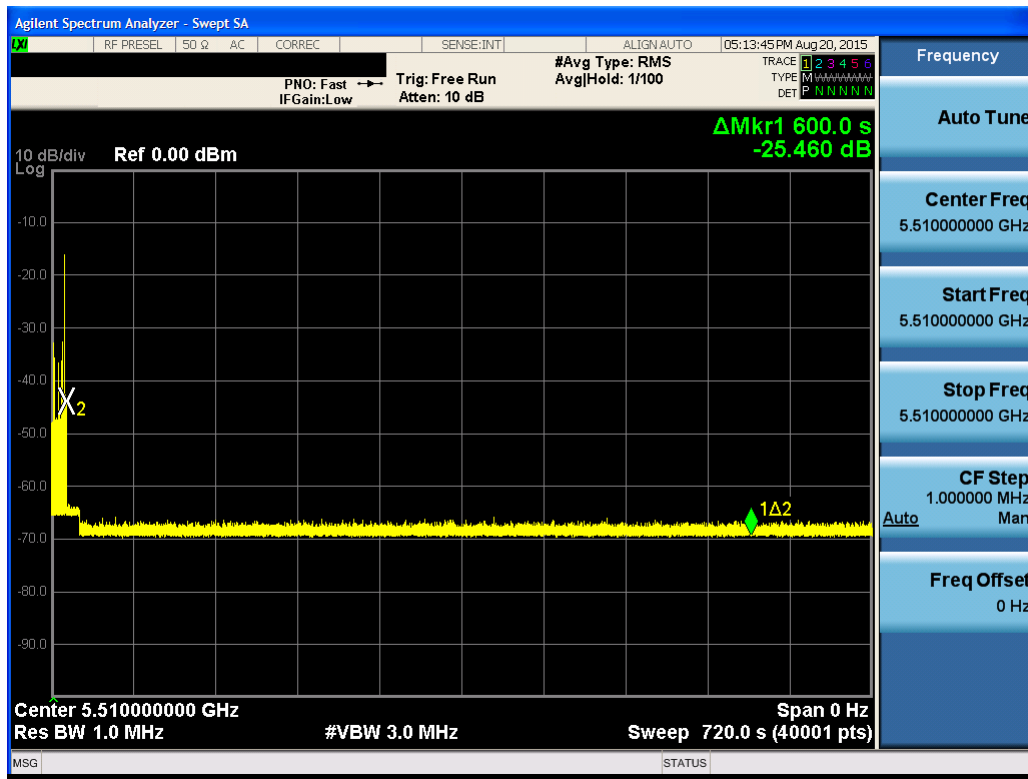 Agilent Spectrum Analyzer - Swept SA
LXI RF PRESEL 50 Ω AC CORREC SENSE:INT ALIGN AUTO 05:13:45 PM Aug 20, 2015
#Avg Type: RMS TRACE 1 2 3 4 5 6
PNO: Fast Trig: Free Run Avg|Hold: 1/100 TYPE M
IFGain:Low Atten: 10 dB DET P N N N N N
ΔMkr1 600.0 s
-25.460 dB
10 dB/div Ref 0.00 dBm
Log
-10.0
-20.0
-30.0
-40.0
2
-50.0
-60.0
1Δ2
-70.0
-80.0
-90.0
Center 5.510000000 GHz Span 0 Hz
Res BW 1.0 MHz #VBW 3.0 MHz Sweep 720.0 s (40001 pts)
MSG STATUS
Frequency
Auto Tune
Center Freq
5.510000000 GHz
Start Freq
5.510000000 GHz
Stop Freq
5.510000000 GHz
CF Step
1.000000 MHz
Auto Man
Freq Offset
0 Hz